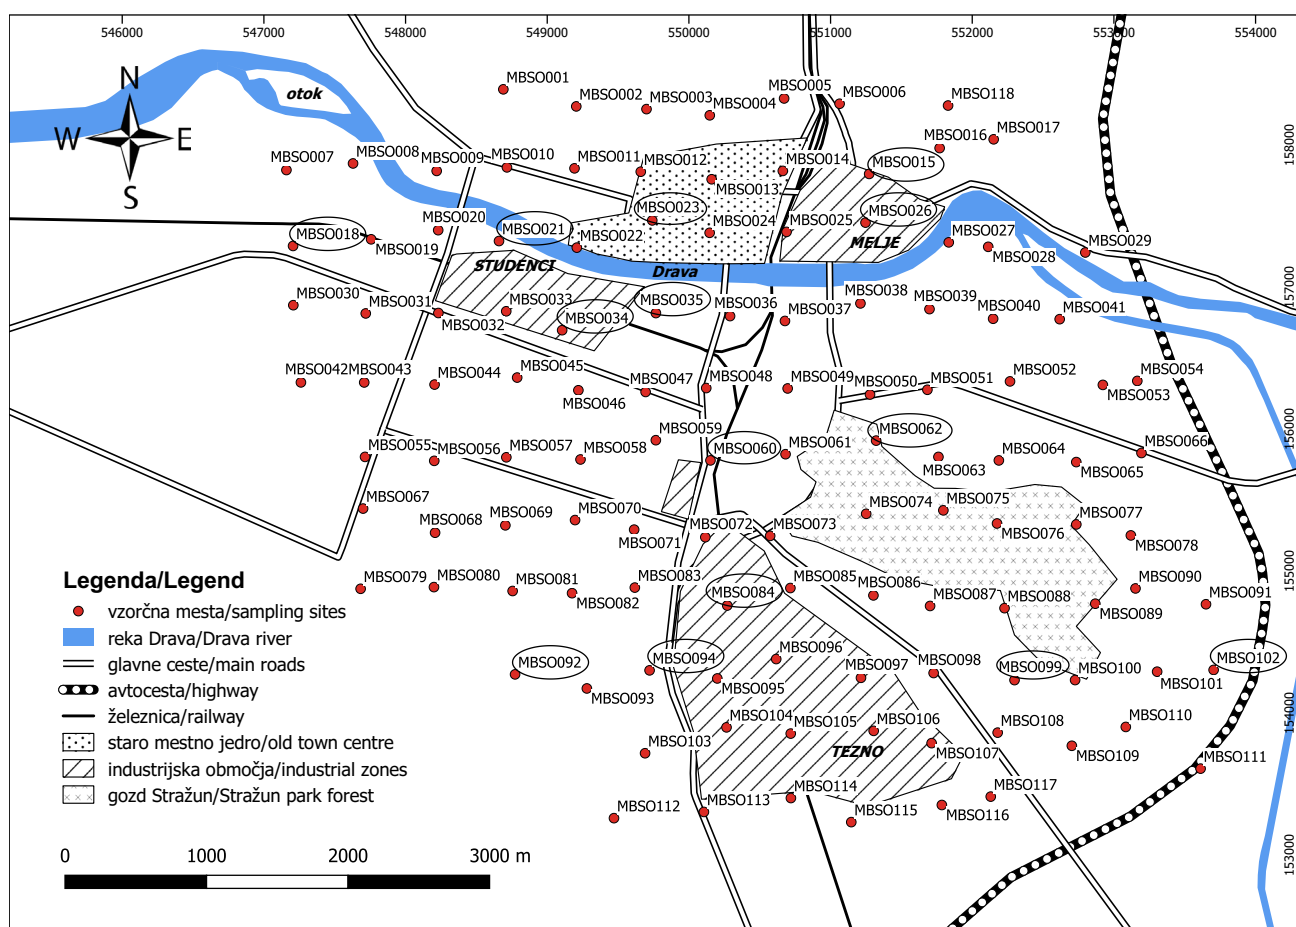 546000 547000 548000 549000 550000 551000 552000 553000 554000
158000
157000
156000
155000
154000
153000
N
W E
S
otok
MBSO001
MBSO002 MBSO003 MBSO004 MBSO005 MBSO006 MBSO118
MBSO007 MBSO008 MBSO009 MBSO010 MBSO011 MBSO012 MBSO013 MBSO014 MBSO015 MBSO016 MBSO017
MBSO018 MBSO019 MBSO020 MBSO021 MBSO022 MBSO023 MBSO024 MBSO025 MBSO026 MBSO027 MBSO028 MBSO029
STUDENCI
Drava
MELJE
MBSO030 MBSO031 MBSO032 MBSO033 MBSO034 MBSO035 MBSO036 MBSO037 MBSO038 MBSO039 MBSO040 MBSO041
MBSO042 MBSO043 MBSO044 MBSO045 MBSO046 MBSO047 MBSO048 MBSO049 MBSO050 MBSO051 MBSO052 MBSO053 MBSO054
MBSO055 MBSO056 MBSO057 MBSO058 MBSO059 MBSO060 MBSO061 MBSO062 MBSO063 MBSO064 MBSO065 MBSO066
MBSO067 MBSO068 MBSO069 MBSO070 MBSO071 MBSO072 MBSO073 MBSO074 MBSO075 MBSO076 MBSO077 MBSO078
MBSO079 MBSO080 MBSO081 MBSO082 MBSO083 MBSO084 MBSO085 MBSO086 MBSO087 MBSO088 MBSO089 MBSO090 MBSO091
MBSO092 MBSO093 MBSO094 MBSO095 MBSO096 MBSO097 MBSO098 MBSO099 MBSO100 MBSO101 MBSO102
MBSO103 MBSO104 MBSO105 MBSO106 MBSO107 MBSO108 MBSO109 MBSO110 MBSO111
TEZNO
MBSO112 MBSO113 MBSO114 MBSO115 MBSO116 MBSO117
Legenda/Legend
vzorčna mesta/sampling sites
reka Drava/Drava river
glavne ceste/main roads
avtocesta/highway
železnica/railway
staro mestno jedro/old town centre
industrijska območja/industrial zones
gozd Stražun/Stražun park forest
0 1000 2000 3000 m